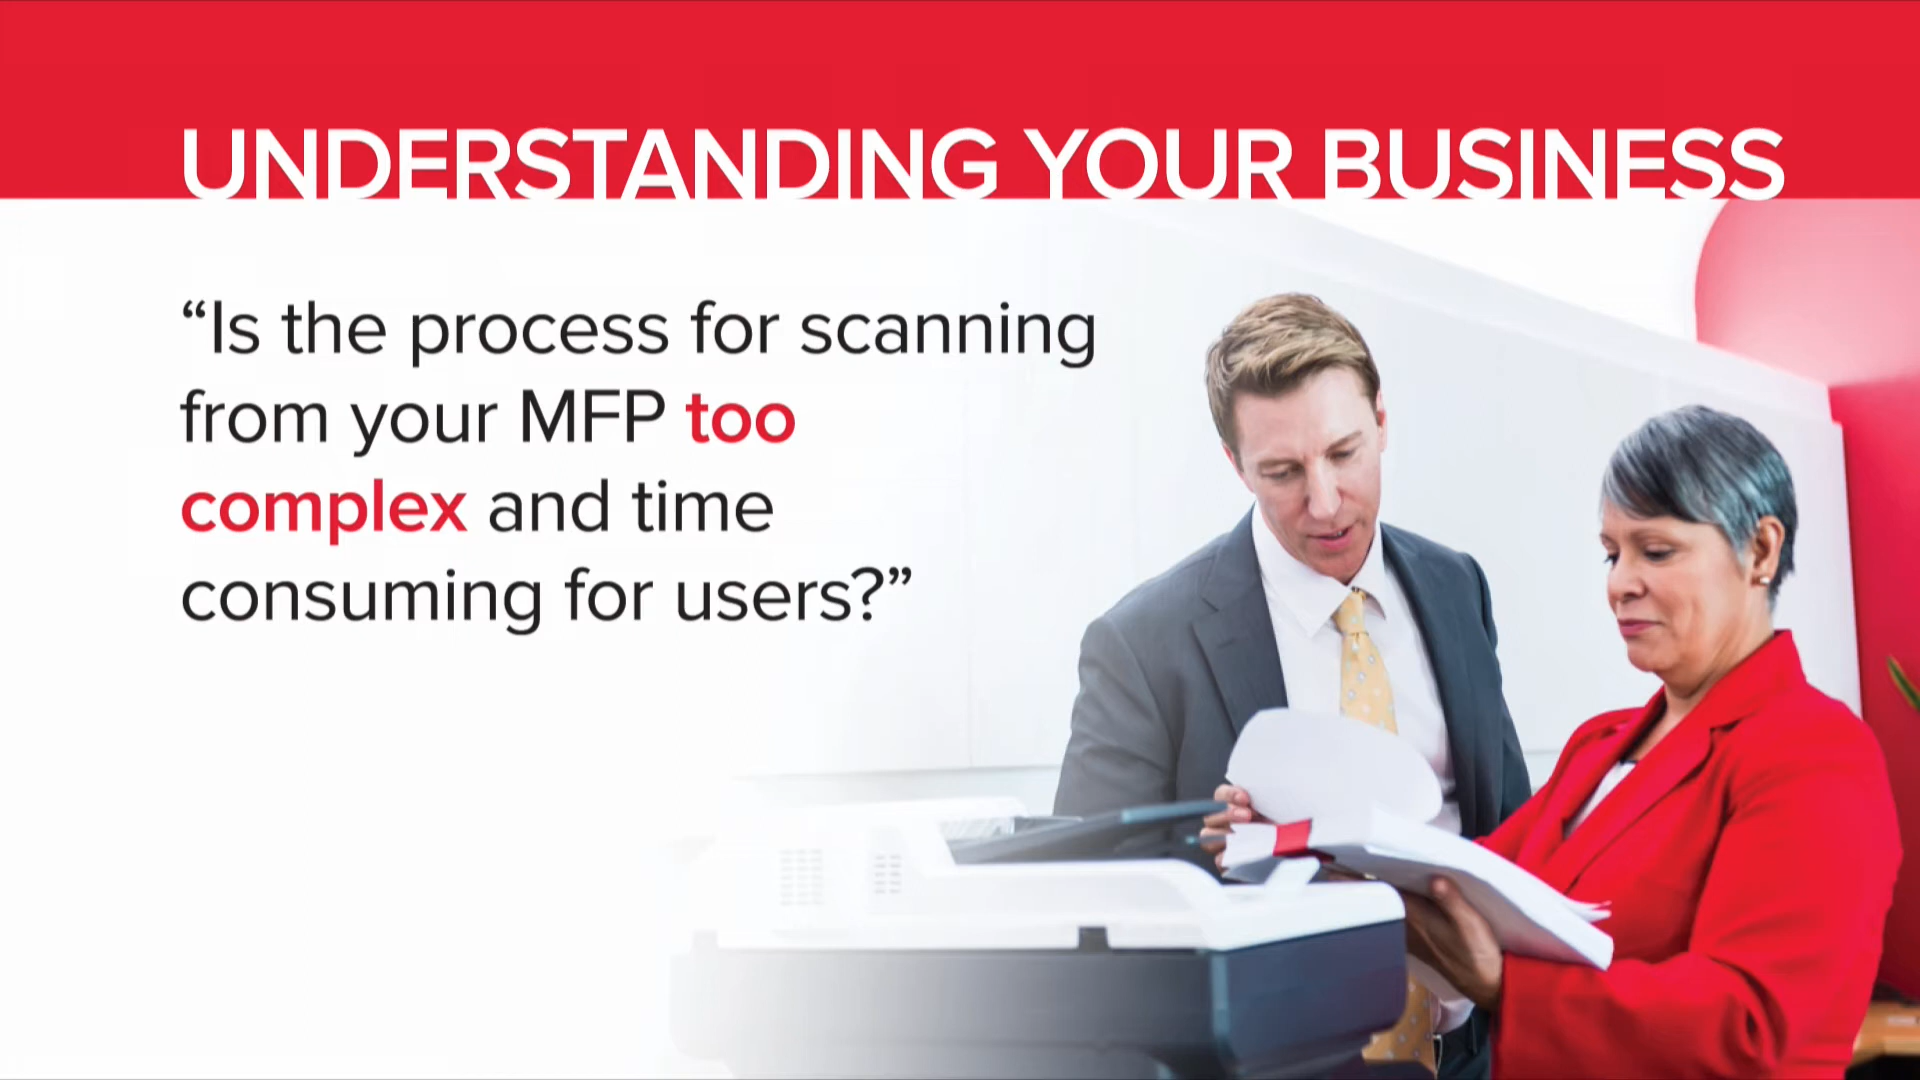 UNDERSTANDING YOUR BUSINESS
“Is the process for scanning
from your MFP too
complex and time
consuming for users?”